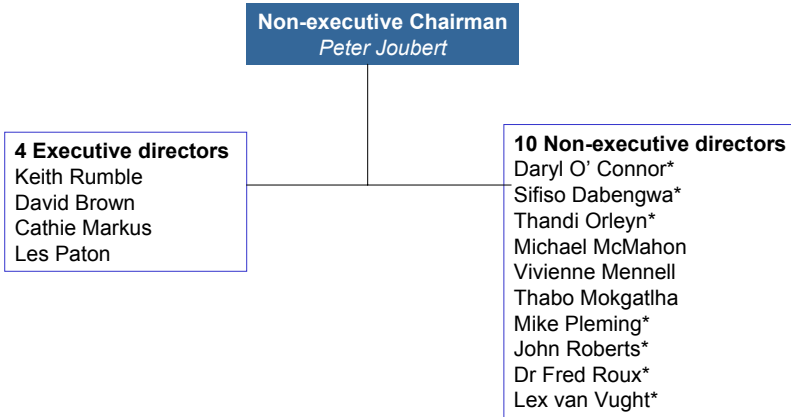 Non-executive Chairman
Peter Joubert
4 Executive directors
Keith Rumble
David Brown
Cathie Markus
Les Paton
10 Non-executive directors
Daryl O’ Connor*
Sifiso Dabengwa*
Thandi Orleyn*
Michael McMahon
Vivienne Mennell
Thabo Mokgatlha
Mike Pleming*
John Roberts*
Dr Fred Roux*
Lex van Vught*